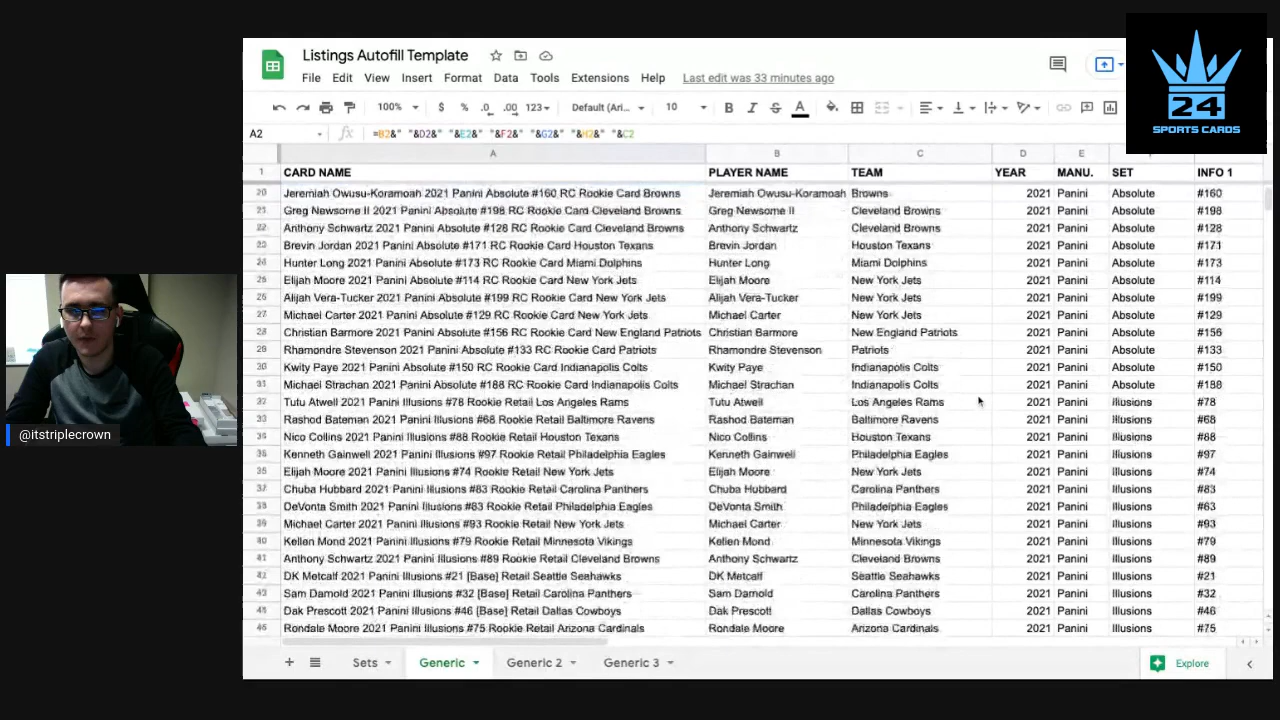 Listings Autofill Template
File Edit View Insert Format Data Tools Extensions Help Last edit was 33 minutes ago
100% $ % .0 .00 123 Default (Ari... 10 B I S A
A2 fx =B2&" "&D2&" "&E2&" "&F2&" "&G2&" "&H2&" "&C2
A B C D E
1 CARD NAME PLAYER NAME TEAM YEAR MANU. SET INFO 1
20 Jeremiah Owusu-Koramoah 2021 Panini Absolute #160 RC Rookie Card Browns Jeremiah Owusu-Koramoah Browns 2021 Panini Absolute #160
21 Greg Newsome II 2021 Panini Absolute #198 RC Rookie Card Cleveland Browns Greg Newsome II Cleveland Browns 2021 Panini Absolute #198
22 Anthony Schwartz 2021 Panini Absolute #128 RC Rookie Card Cleveland Browns Anthony Schwartz Cleveland Browns 2021 Panini Absolute #128
23 Brevin Jordan 2021 Panini Absolute #171 RC Rookie Card Houston Texans Brevin Jordan Houston Texans 2021 Panini Absolute #171
24 Hunter Long 2021 Panini Absolute #173 RC Rookie Card Miami Dolphins Hunter Long Miami Dolphins 2021 Panini Absolute #173
Elijah Moore 2021 Panini Absolute #114 RC Rookie Card New York Jets Elijah Moore New York Jets 2021 Panini Absolute #114
Alijah Vera-Tucker 2021 Panini Absolute #199 RC Rookie Card New York Jets Alijah Vera-Tucker New York Jets 2021 Panini Absolute #199
27 Michael Carter 2021 Panini Absolute #129 RC Rookie Card New York Jets Michael Carter New York Jets 2021 Panini Absolute #129
28 Christian Barmore 2021 Panini Absolute #156 RC Rookie Card New England Patriots Christian Barmore New England Patriots 2021 Panini Absolute #156
Rhamondre Stevenson 2021 Panini Absolute #133 RC Rookie Card Patriots Rhamondre Stevenson Patriots 2021 Panini Absolute #133
Kwity Paye 2021 Panini Absolute #150 RC Rookie Card Indianapolis Colts Kwity Paye Indianapolis Colts 2021 Panini Absolute #150
Michael Strachan 2021 Panini Absolute #188 RC Rookie Card Indianapolis Colts Michael Strachan Indianapolis Colts 2021 Panini Absolute #188
Tutu Atwell 2021 Panini Illusions #78 Rookie Retail Los Angeles Rams Tutu Atwell Los Angeles Rams 2021 Panini Illusions #78
Rashod Bateman 2021 Panini Illusions #68 Rookie Retail Baltimore Ravens Rashod Bateman Baltimore Ravens 2021 Panini Illusions #68
Nico Collins 2021 Panini Illusions #88 Rookie Retail Houston Texans Nico Collins Houston Texans 2021 Panini Illusions #88
Kenneth Gainwell 2021 Panini Illusions #97 Rookie Retail Philadelphia Eagles Kenneth Gainwell Philadelphia Eagles 2021 Panini Illusions #97
Elijah Moore 2021 Panini Illusions #74 Rookie Retail New York Jets Elijah Moore New York Jets 2021 Panini Illusions #74
Chuba Hubbard 2021 Panini Illusions #83 Rookie Retail Carolina Panthers Chuba Hubbard Carolina Panthers 2021 Panini Illusions #83
DeVonta Smith 2021 Panini Illusions #63 Rookie Retail Philadelphia Eagles DeVonta Smith Philadelphia Eagles 2021 Panini Illusions #63
Michael Carter 2021 Panini Illusions #93 Rookie Retail New York Jets Michael Carter New York Jets 2021 Panini Illusions #93
40 Kellen Mond 2021 Panini Illusions #79 Rookie Retail Minnesota Vikings Kellen Mond Minnesota Vikings 2021 Panini Illusions #79
41 Anthony Schwartz 2021 Panini Illusions #89 Rookie Retail Cleveland Browns Anthony Schwartz Cleveland Browns 2021 Panini Illusions #89
DK Metcalf 2021 Panini Illusions #21 [Base] Retail Seattle Seahawks DK Metcalf Seattle Seahawks 2021 Panini Illusions #21
Sam Darnold 2021 Panini Illusions #32 [Base] Retail Carolina Panthers Sam Darnold Carolina Panthers 2021 Panini Illusions #32
Dak Prescott 2021 Panini Illusions #46 [Base] Retail Dallas Cowboys Dak Prescott Dallas Cowboys 2021 Panini Illusions #46
Rondale Moore 2021 Panini Illusions #75 Rookie Retail Arizona Cardinals Rondale Moore Arizona Cardinals 2021 Panini Illusions #75
Sets Generic Generic 2 Generic 3 Explore
24
SPORTS CARDS
@itstriplecrown